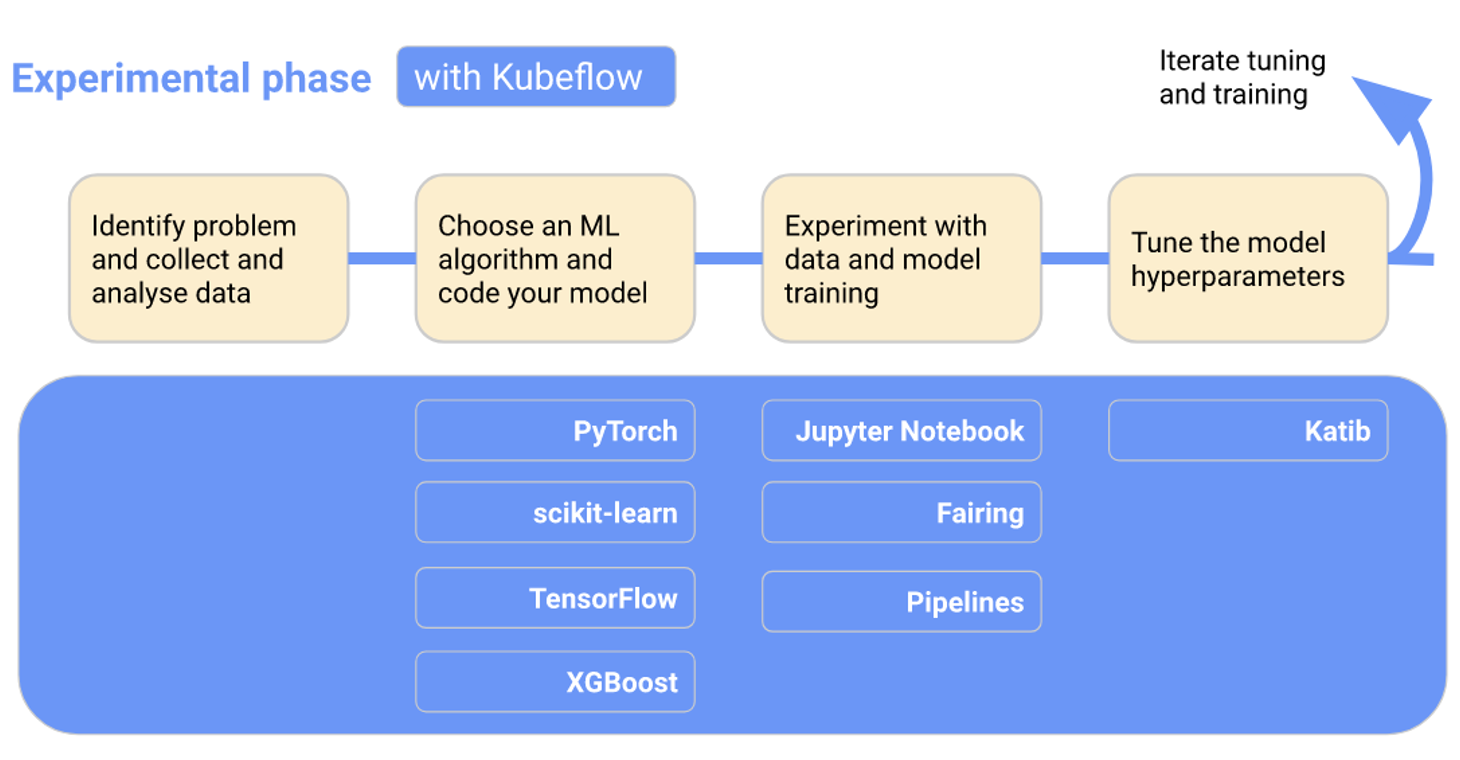 Experimental phase with Kubeflow
Iterate tuning
and training
Identify problem
and collect and
analyse data
Choose an ML
algorithm and
code your model
Experiment with
data and model
training
Tune the model
hyperparameters
PyTorch
scikit-learn
TensorFlow
XGBoost
Jupyter Notebook
Fairing
Pipelines
Katib